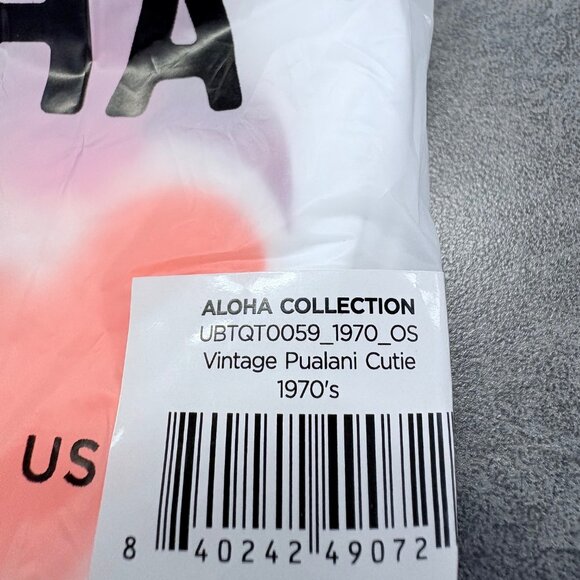 HA
ALOHA COLLECTION
UBTQT0059_1970_OS
Vintage Pualani Cutie
1970's
US
8 40242 49072